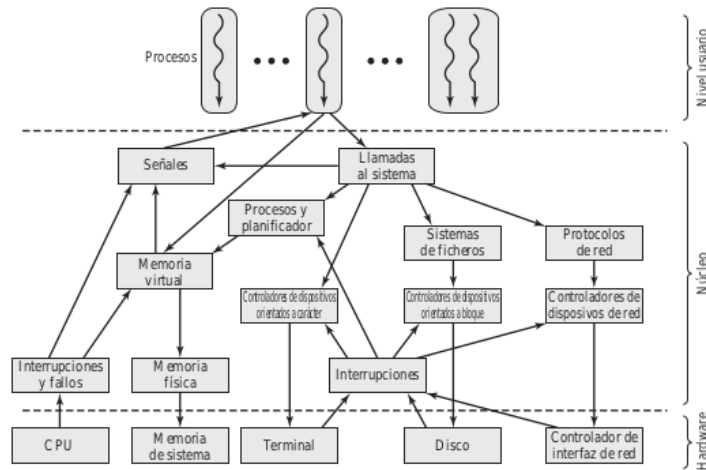 Procesos
Nivel usuario
Señales
Llamadas
al sistema
Procesos y
planificador
Sistemas
de ficheros
Protocolos
de red
Memoria
virtual
Controladores de dispositivos
orientados a carácter
Controladores de dispositivos
orientados a bloque
Controladores de
disposivos de red
Núcleo
Interrupciones
y fallos
Memoria
física
Interrupciones
CPU
Memoria
de sistema
Terminal
Disco
Controlador de
interfaz de red
Hardware